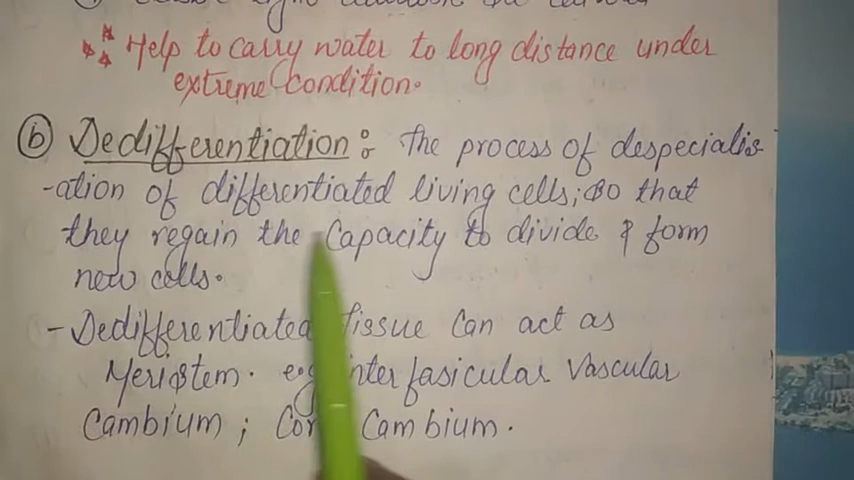 Help to carry water to long distance under
extreme condition.
(b) Dedifferentiation : The process of despecialis-
-ation of differentiated living cells; so that
they regain the Capacity to divide & form
new cells.
- Dedifferentiated tissue Can act as
Meristem. eg inter fasicular Vascular
Cambium ; Cambium.